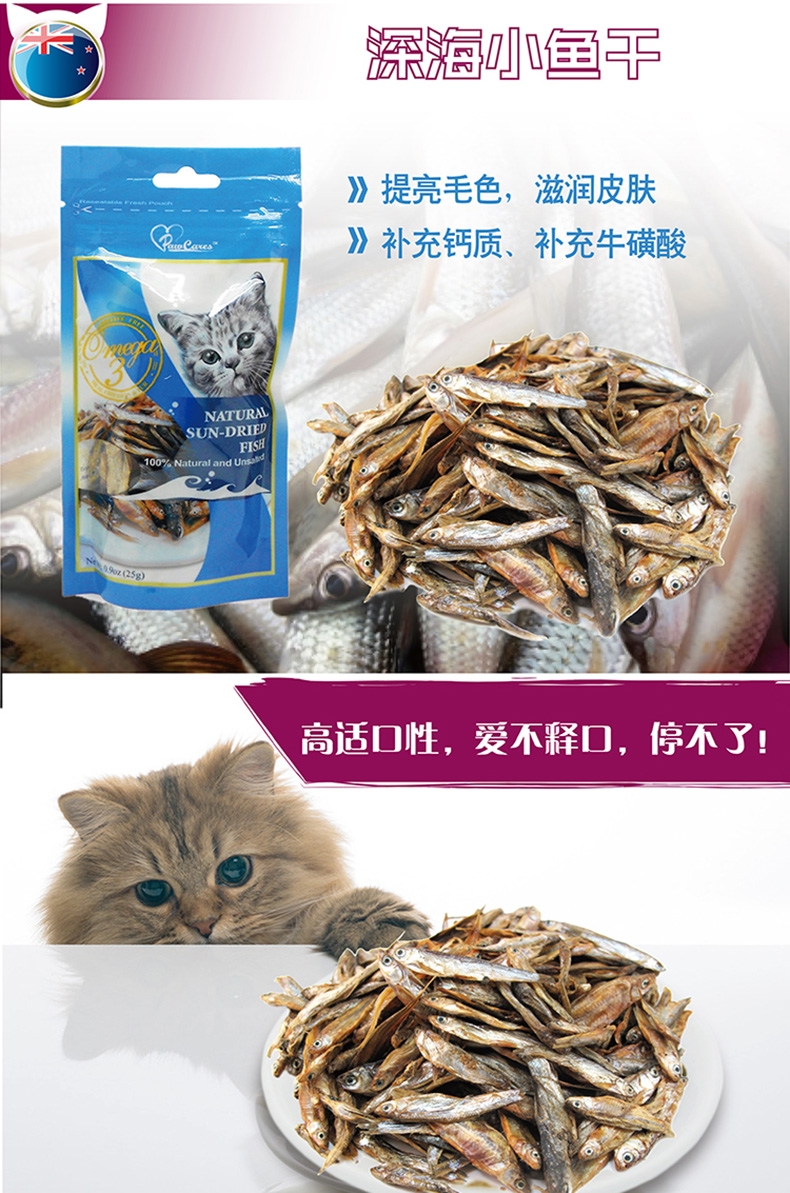 深海小鱼干
提亮毛色，滋润皮肤
补充钙质、补充牛磺酸
Resealable Fresh Pouch
PawCares™
Omega
3
NATURAL
SUN-DRIED
FISH
100% Natural and Unsalted
0.9oz (25g)
高适口性，爱不释口，停不了！